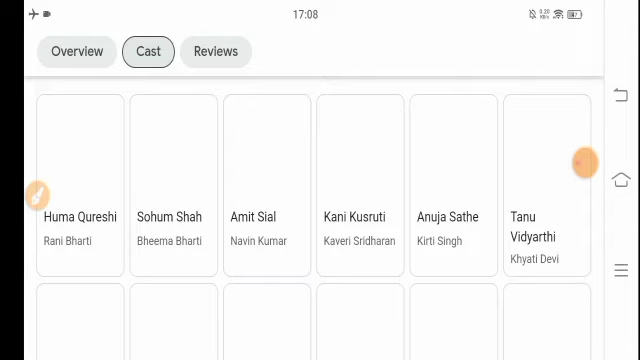 17:08
Overview Cast Reviews
Huma Qureshi
Rani Bharti
Sohum Shah
Bheema Bharti
Amit Sial
Navin Kumar
Kani Kusruti
Kaveri Sridharan
Anuja Sathe
Kirti Singh
Tanu
Vidyarthi
Khyati Devi